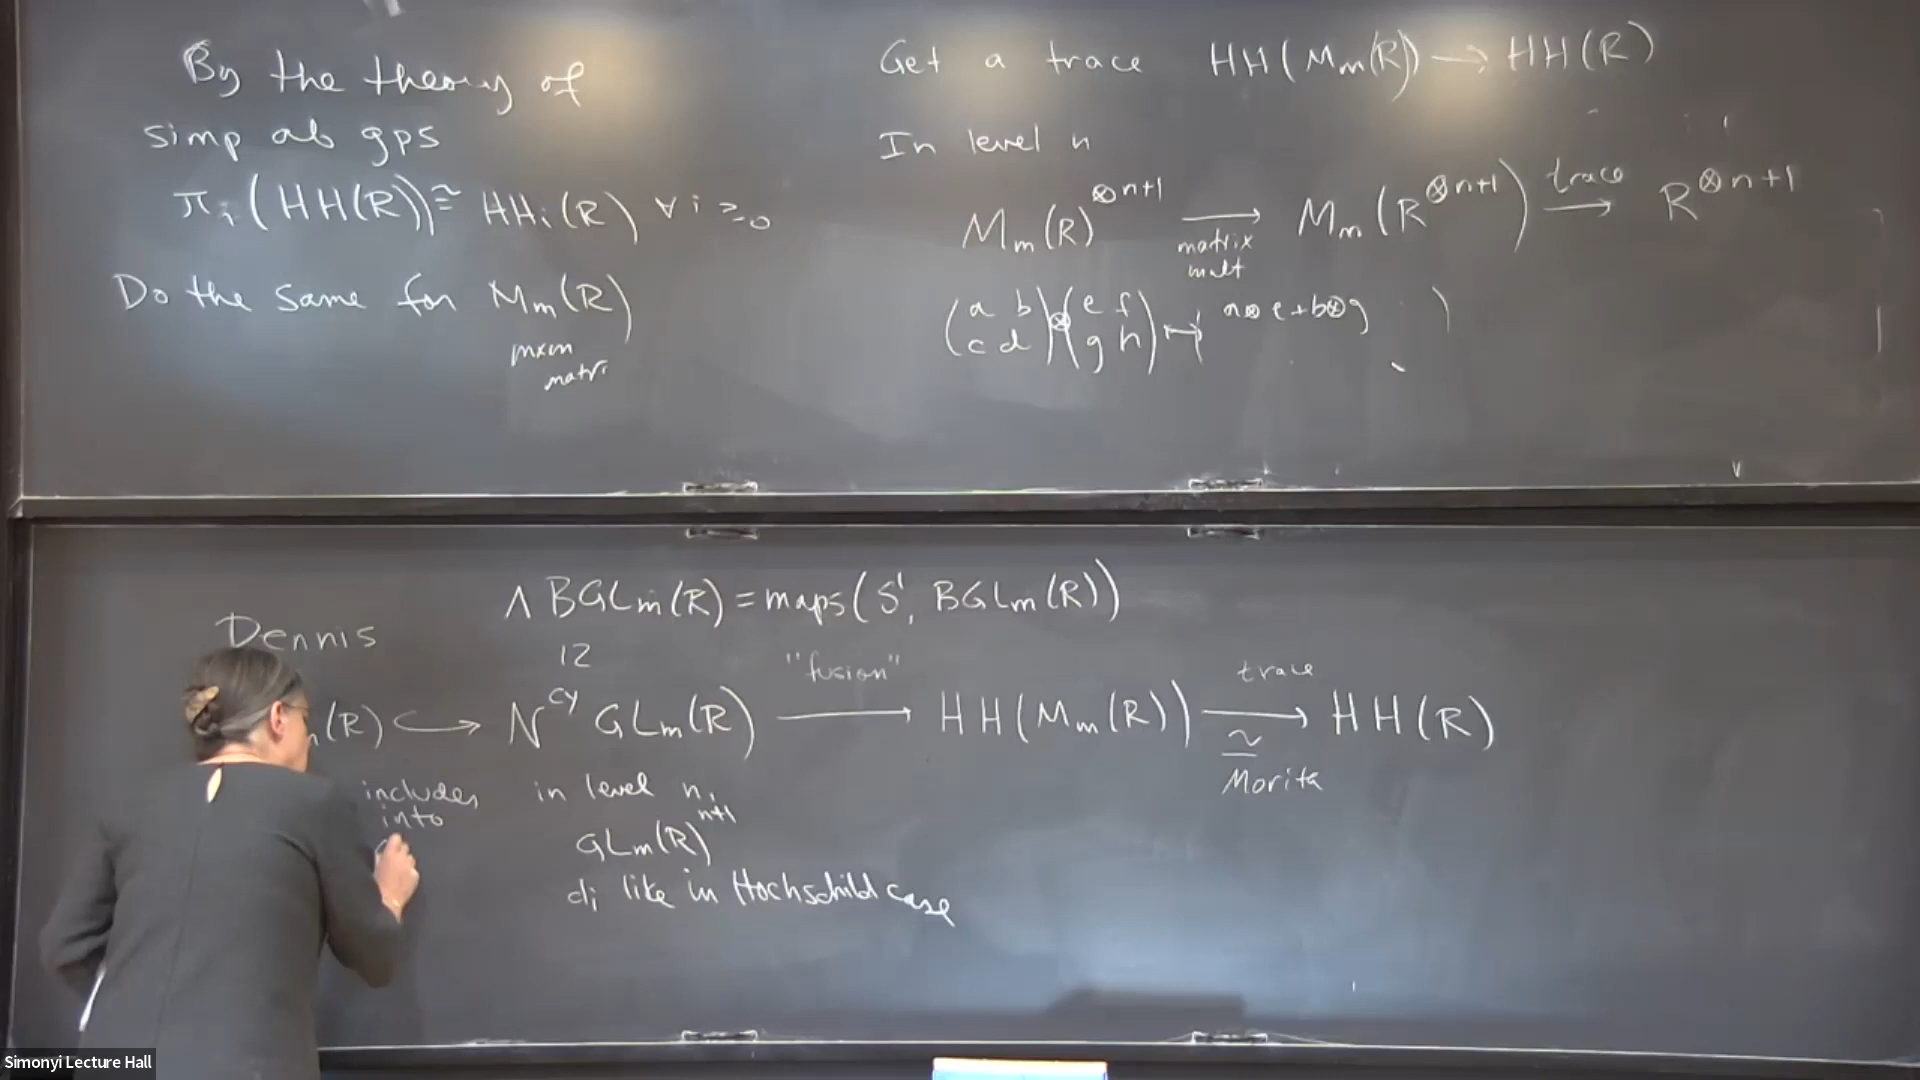 By the theory of
simp ab gps
π_i (HH(R)) ≅ HH_i(R) ∀ i ≥ 0
Do the same for M_m(R)
mxm
matri
Get a trace HH(M_m(R)) → HH(R)
In level n
M_m(R)^{⊗n+1} → M_m(R^{⊗n+1}) → R^{⊗n+1}
matrix
mult
trace
(a b
c d) ⊗ (e f
g h) ↦ ( a⊗e+b⊗g )
Λ BGL_m(R) = maps(S^1, BGL_m(R))
Dennis
≃
"fusion"
trace
(R) ↪ N^{cy} GL_m(R) → HH(M_m(R)) → HH(R)
≃
Morita
includes
into
in level n,
GL_m(R)^{n+1}
d_i like in Hochschild case
Simonyi Lecture Hall